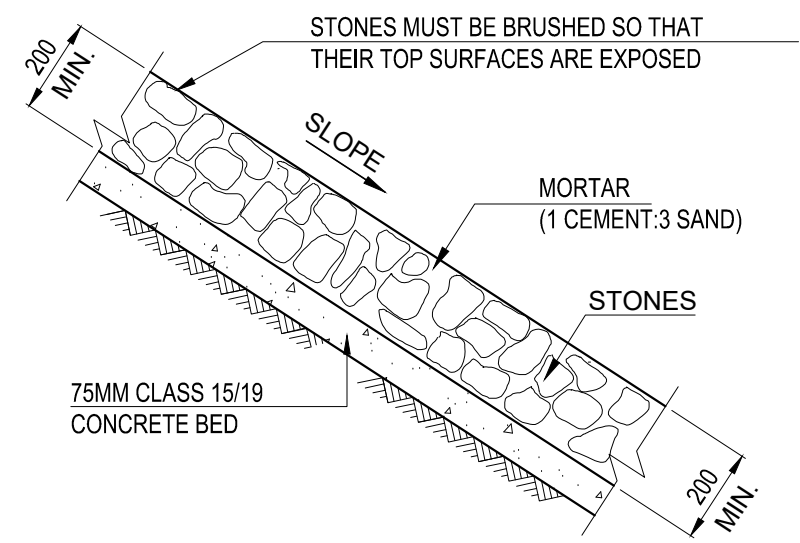 STONES MUST BE BRUSHED SO THAT
THEIR TOP SURFACES ARE EXPOSED
200
MIN.
SLOPE
MORTAR
(1 CEMENT:3 SAND)
STONES
75MM CLASS 15/19
CONCRETE BED
200
MIN.